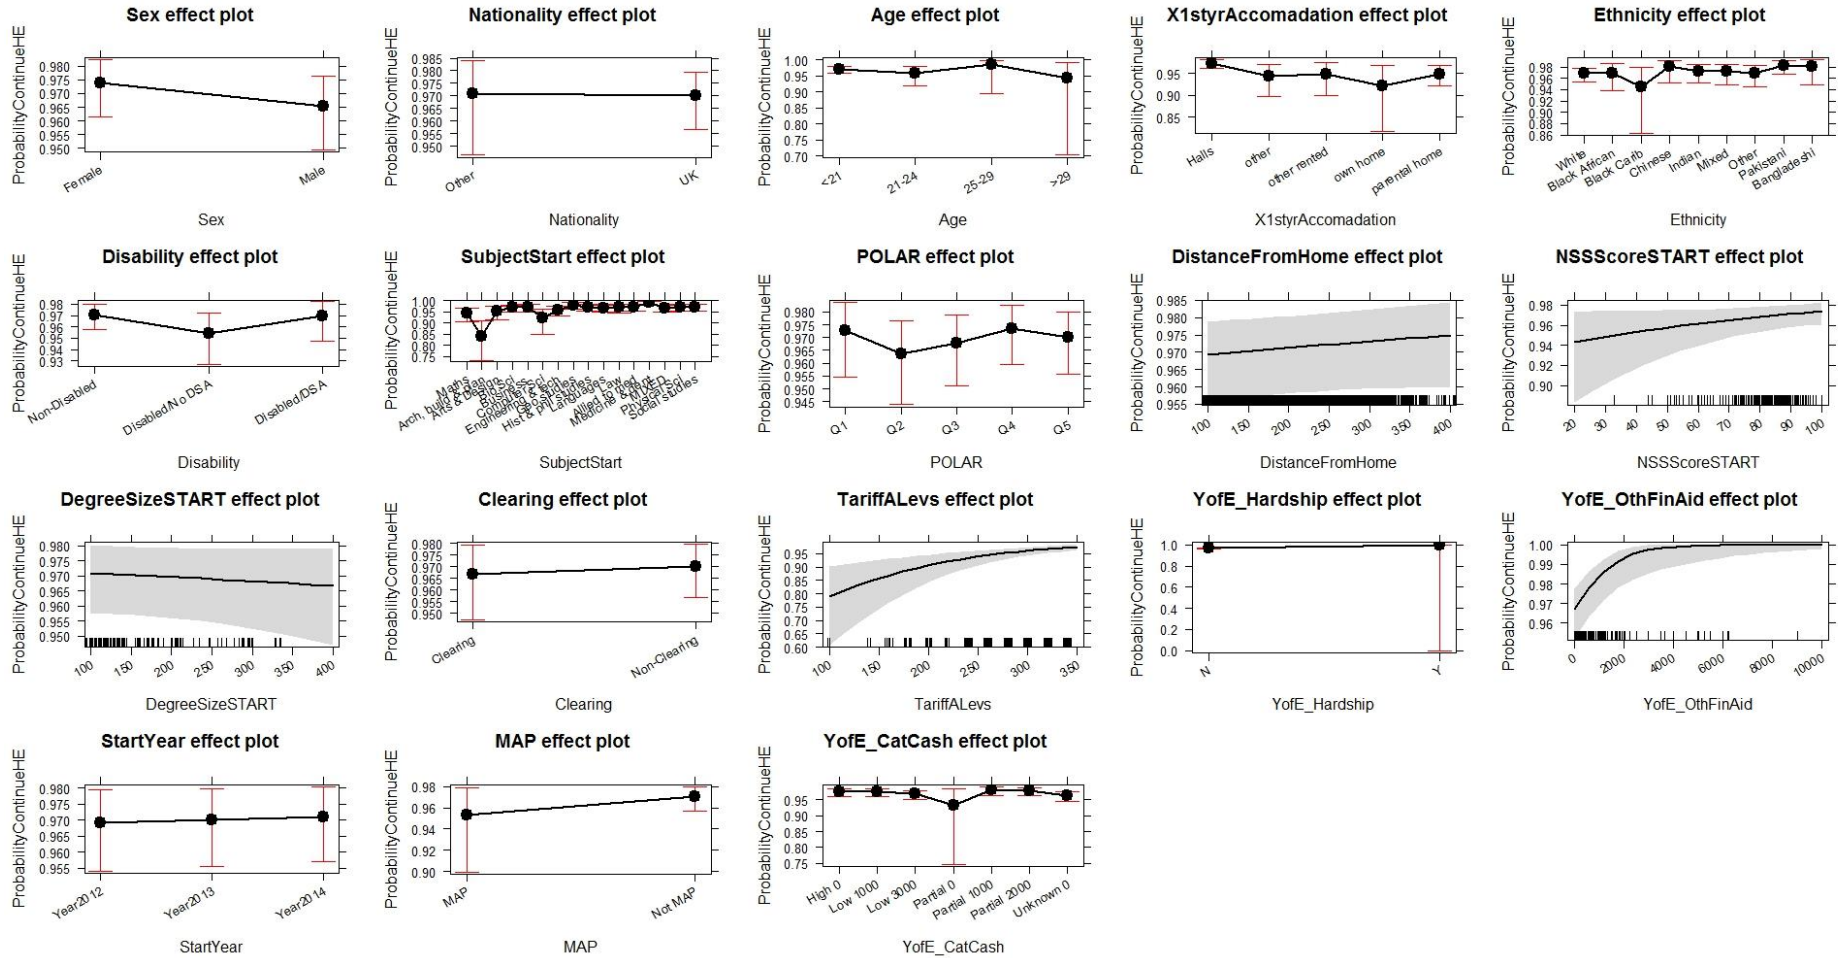 Sex effect plot
ProbabilityContinueHE
0.980
0.975
0.970
0.965
0.960
0.955
0.950
Female
Male
Sex
Nationality effect plot
ProbabilityContinueHE
0.985
0.980
0.975
0.970
0.965
0.960
0.955
0.950
Other
UK
Nationality
Age effect plot
ProbabilityContinueHE
1.00
0.95
0.90
0.85
0.80
0.75
0.70
<21
21-24
25-29
>29
Age
X1styrAccomadation effect plot
ProbabilityContinueHE
0.95
0.90
0.85
Halls
other
other rented
own home
parental home
X1styrAccomadation
Ethnicity effect plot
ProbabilityContinueHE
0.98
0.96
0.94
0.92
0.90
0.88
0.86
White
Black African
Black Carib
Chinese
Indian
Mixed
Other
Pakistani
Bangladeshi
Ethnicity
Disability effect plot
ProbabilityContinueHE
0.98
0.97
0.96
0.95
0.94
0.93
Non-Disabled
Disabled/No DSA
Disabled/DSA
Disability
SubjectStart effect plot
ProbabilityContinueHE
1.00
0.95
0.90
0.85
0.80
0.75
Maths
Arch, build & plan
Arts & Design
Languages
Law
Physical Sci
Social studies
SubjectStart
POLAR effect plot
ProbabilityContinueHE
0.980
0.975
0.970
0.965
0.960
0.955
0.950
0.945
Q1
Q2
Q3
Q4
Q5
POLAR
DistanceFromHome effect plot
ProbabilityContinueHE
0.985
0.980
0.975
0.970
0.965
0.960
0.955
100
150
200
250
300
350
400
DistanceFromHome
NSSScoreSTART effect plot
ProbabilityContinueHE
0.98
0.96
0.94
0.92
0.90
20
30
40
50
60
70
80
90
100
NSSScoreSTART
DegreeSizeSTART effect plot
ProbabilityContinueHE
0.980
0.975
0.970
0.965
0.960
0.955
0.950
100
150
200
250
300
350
400
DegreeSizeSTART
Clearing effect plot
ProbabilityContinueHE
0.980
0.975
0.970
0.965
0.960
0.955
0.950
Clearing
Non-Clearing
Clearing
TariffALevs effect plot
ProbabilityContinueHE
0.95
0.90
0.85
0.80
0.75
0.70
0.65
0.60
100
150
200
250
300
350
TariffALevs
YofE_Hardship effect plot
ProbabilityContinueHE
1.0
0.8
0.6
0.4
0.2
0.0
N
Y
YofE_Hardship
YofE_OthFinAid effect plot
ProbabilityContinueHE
1.00
0.99
0.98
0.97
0.96
0
2000
4000
6000
8000
10000
YofE_OthFinAid
StartYear effect plot
ProbabilityContinueHE
0.980
0.975
0.970
0.965
0.960
0.955
Year2012
Year2013
Year2014
StartYear
MAP effect plot
ProbabilityContinueHE
0.98
0.96
0.94
0.92
0.90
MAP
Not MAP
MAP
YofE_CatCash effect plot
ProbabilityContinueHE
0.95
0.90
0.85
0.80
0.75
High 0
Low 1000
Low 3000
Partial 0
Partial 1000
Partial 2000
Unknown 0
YofE_CatCash